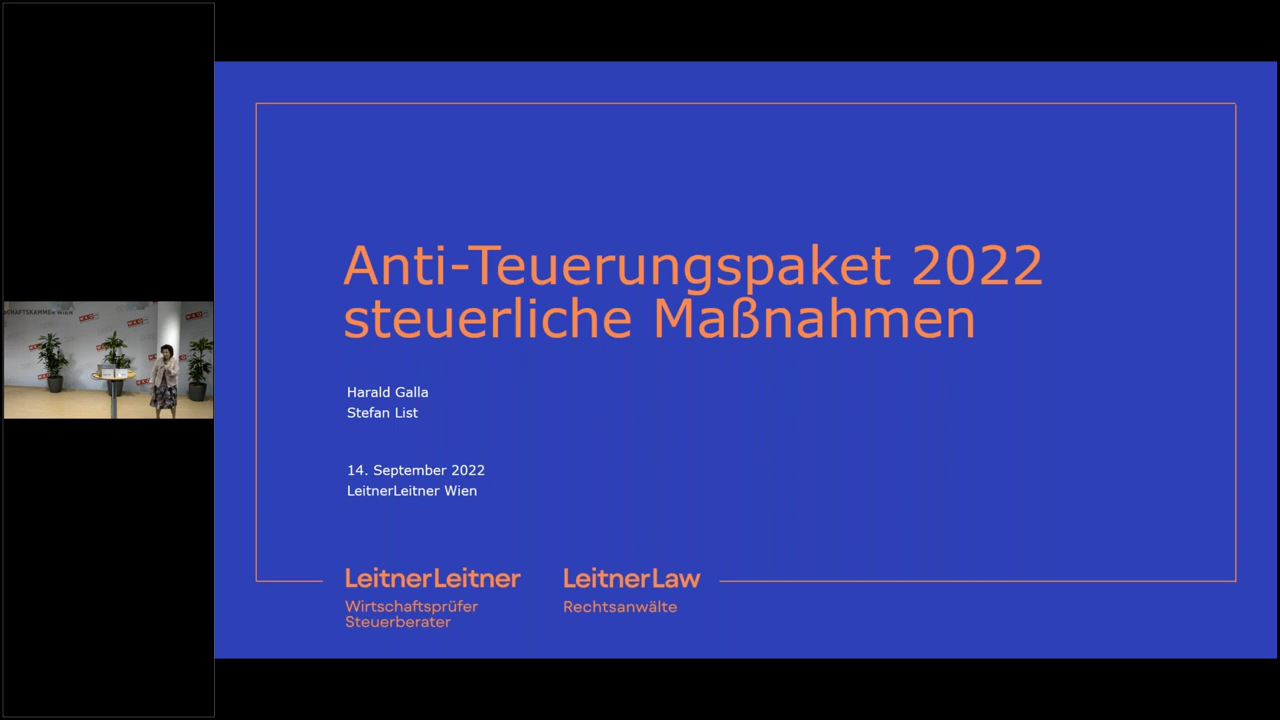 Anti-Teuerungspaket 2022
steuerliche Maßnahmen
Harald Galla
Stefan List
14. September 2022
LeitnerLeitner Wien
LeitnerLeitner
Wirtschaftsprüfer
Steuerberater
LeitnerLaw
Rechtsanwälte